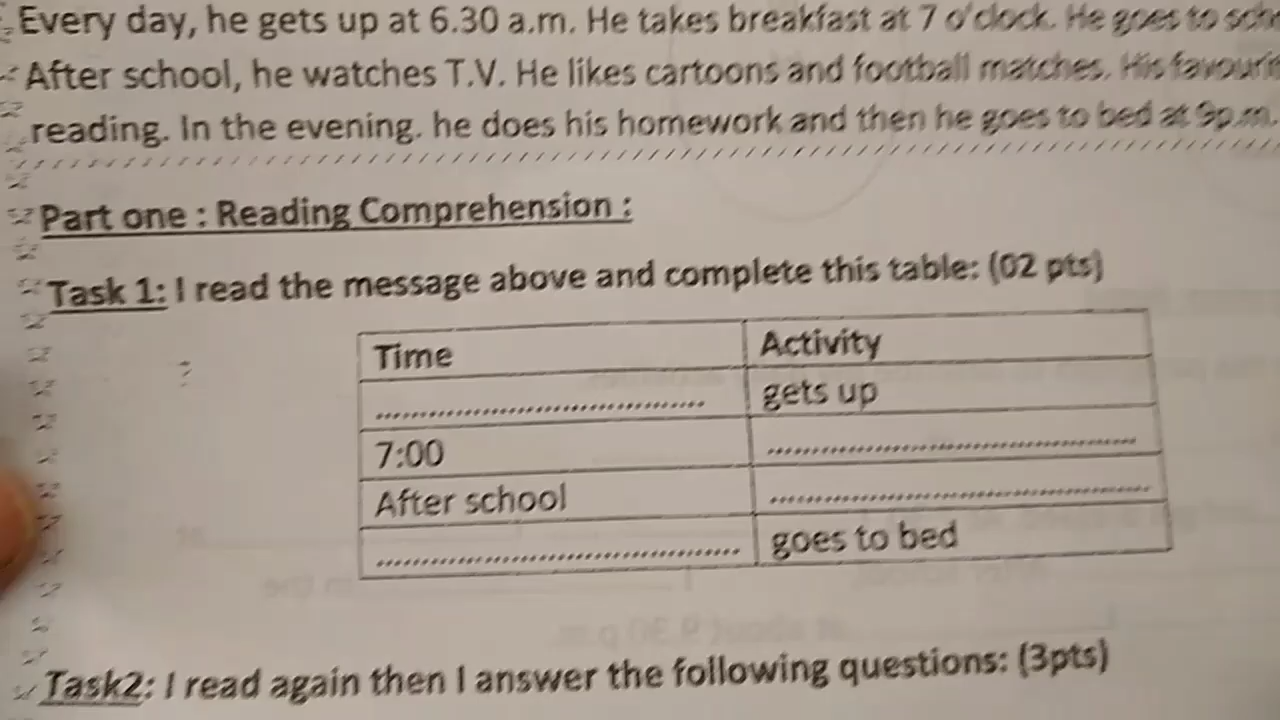 Every day, he gets up at 6.30 a.m. He takes breakfast at 7 o'clock. He goes to
After school, he watches T.V. He likes cartoons and football matches. His
reading. In the evening. he does his homework and then he goes to bed at 9p.m.
Part one : Reading Comprehension :
Task 1: I read the message above and complete this table: (02 pts)
Time Activity
.................................... gets up
7:00 ....................................
After school ....................................
.................................... goes to bed
Task2: I read again then I answer the following questions: (3pts)